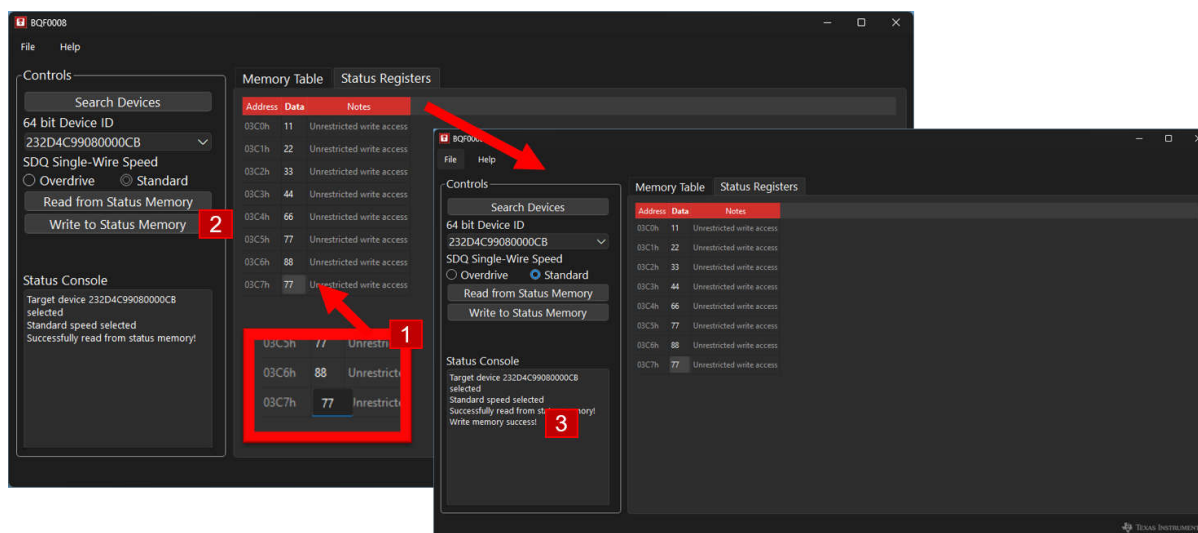 BQF0008
File Help
Controls
Search Devices
64 bit Device ID
232D4C99080000CB
SDQ Single-Wire Speed
Overdrive Standard
Read from Status Memory
Write to Status Memory
2
Status Console
Target device 232D4C99080000CB
selected
Standard speed selected
Successfully read from status memory!
Memory Table Status Registers
Address Data Notes
03C0h 11 Unrestricted write access
03C1h 22 Unrestricted write access
03C2h 33 Unrestricted write access
03C3h 44 Unrestricted write access
03C4h 66 Unrestricted write access
03C5h 77 Unrestricted write access
03C6h 88 Unrestricted write access
03C7h 77 Unrestricted write access
1
03C5h 77 Unrestri
03C6h 88 Unrestrict
03C7h 77 Inrestrict
File Help
Controls
Search Devices
64 bit Device ID
232D4C99080000CB
SDQ Single-Wire Speed
Overdrive Standard
Read from Status Memory
Write to Status Memory
Status Console
Target device 232D4C99080000CB
selected
Standard speed selected
Successfully read from st ory!
Write memory success!
3
Memory Table Status Registers
Address Data Notes
03C0h 11 Unrestricted write access
03C1h 22 Unrestricted write access
03C2h 33 Unrestricted write access
03C3h 44 Unrestricted write access
03C4h 66 Unrestricted write access
03C5h 77 Unrestricted write access
03C6h 88 Unrestricted write access
03C7h 77 Unrestricted write access
TEXAS INSTRUMENT